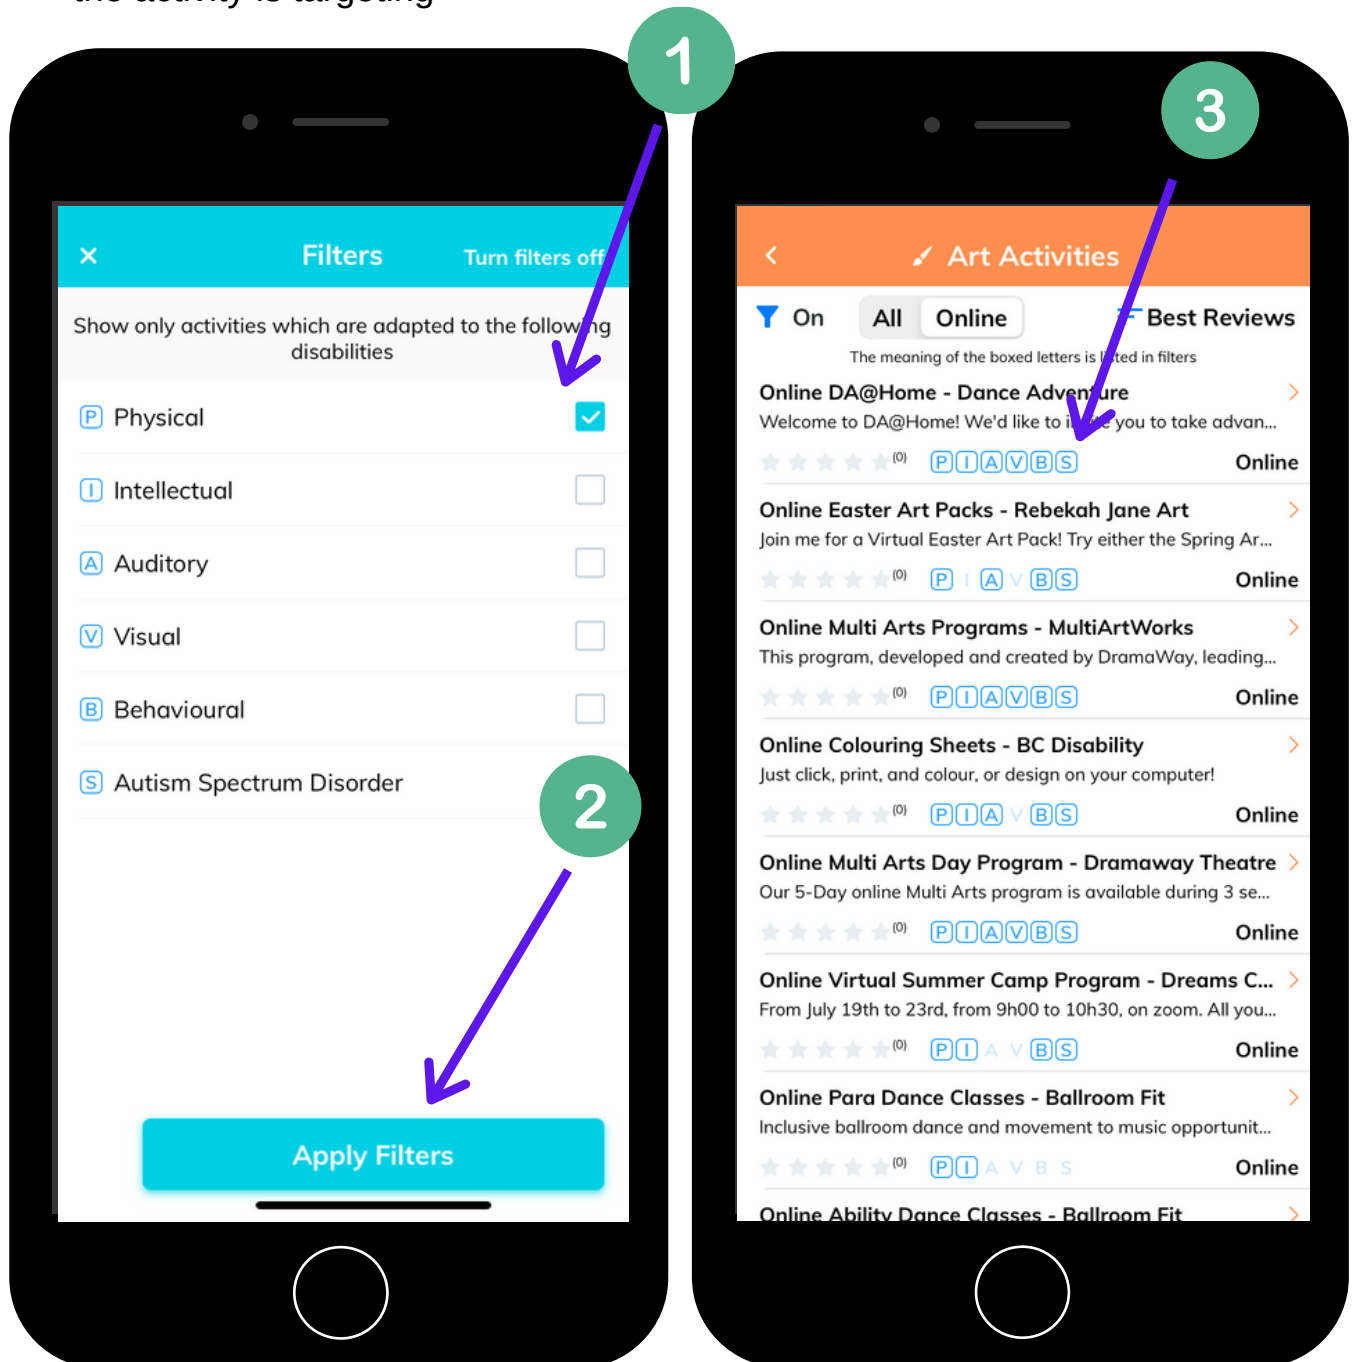 the activity is targeting
1
3
Filters
Turn filters off
Show only activities which are adapted to the following
disabilities
P Physical
I Intellectual
A Auditory
V Visual
B Behavioural
S Autism Spectrum Disorder
2
Apply Filters
Art Activities
On
All
Online
Best Reviews
The meaning of the boxed letters is listed in filters
Online DA@Home - Dance Adventure
Welcome to DA@Home! We'd like to invite you to take advan...
(0) P I A V B S Online
Online Easter Art Packs - Rebekah Jane Art
Join me for a Virtual Easter Art Pack! Try either the Spring Ar...
(0) P I A V B S Online
Online Multi Arts Programs - MultiArtWorks
This program, developed and created by DramaWay, leading...
(0) P I A V B S Online
Online Colouring Sheets - BC Disability
Just click, print, and colour, or design on your computer!
(0) P I A V B S Online
Online Multi Arts Day Program - Dramaway Theatre
Our 5-Day online Multi Arts program is available during 3 se...
(0) P I A V B S Online
Online Virtual Summer Camp Program - Dreams C...
From July 19th to 23rd, from 9h00 to 10h30, on zoom. All you...
(0) P I A V B S Online
Online Para Dance Classes - Ballroom Fit
Inclusive ballroom dance and movement to music opportunit...
(0) P I A V B S Online
Online Ability Dance Classes - Ballroom Fit